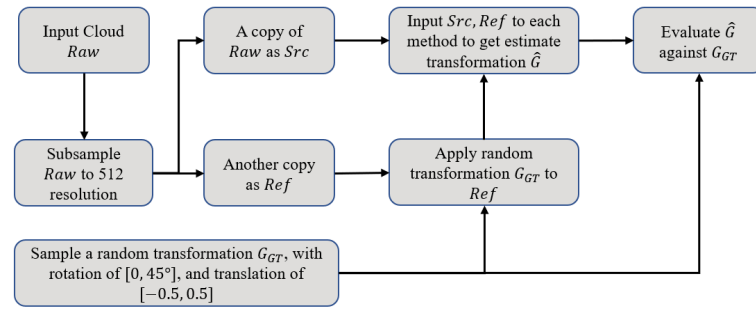 Input Cloud
Raw
A copy of
Raw as Src
Input Src, Ref to each
method to get estimate
transformation Ĝ
Evaluate Ĝ
against G_GT
Subsample
Raw to 512
resolution
Another copy
as Ref
Apply random
transformation G_GT to
Ref
Sample a random transformation G_GT, with
rotation of [0, 45°], and translation of
[−0.5, 0.5]